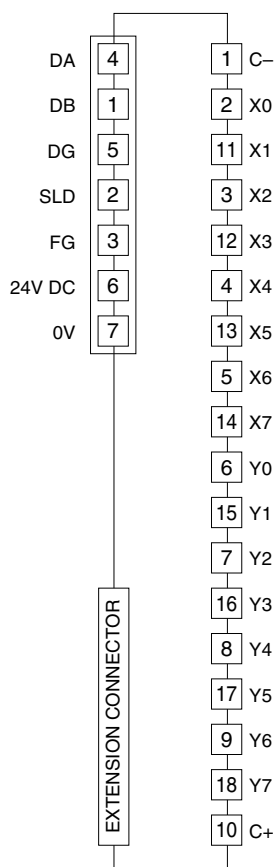 DA 4
DB 1
DG 5
SLD 2
FG 3
24V DC 6
0V 7
EXTENSION CONNECTOR
1 C–
2 X0
11 X1
3 X2
12 X3
4 X4
13 X5
5 X6
14 X7
6 Y0
15 Y1
7 Y2
16 Y3
8 Y4
17 Y5
9 Y6
18 Y7
10 C+